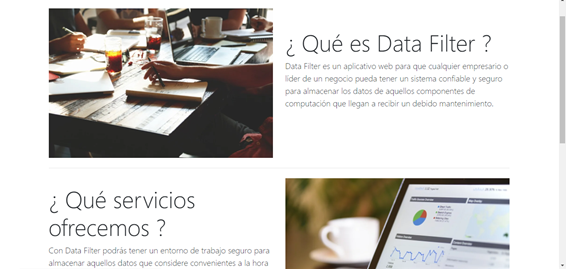 ¿ Qué es Data Filter ?
Data Filter es un aplicativo web para que cualquier empresario o
líder de un negocio pueda tener un sistema confiable y seguro
para almacenar los datos de aquellos componentes de
computación que llegan a recibir un debido mantenimiento.
¿ Qué servicios
ofrecemos ?
Con Data Filter podrás tener un entorno de trabajo seguro para
almacenar aquellos datos que considere convenientes a la hora